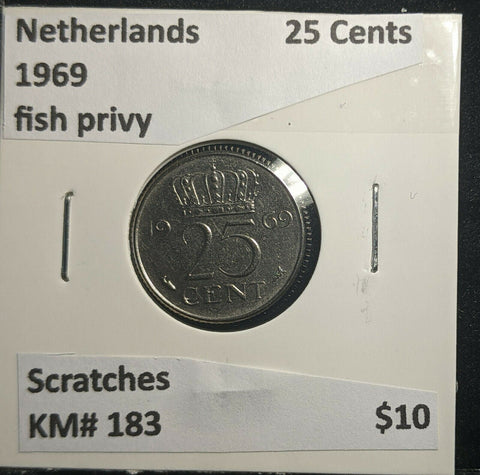 Netherlands 25 Cents
1969
fish privy
19 69
25
CENT
Scratches
KM# 183 $10